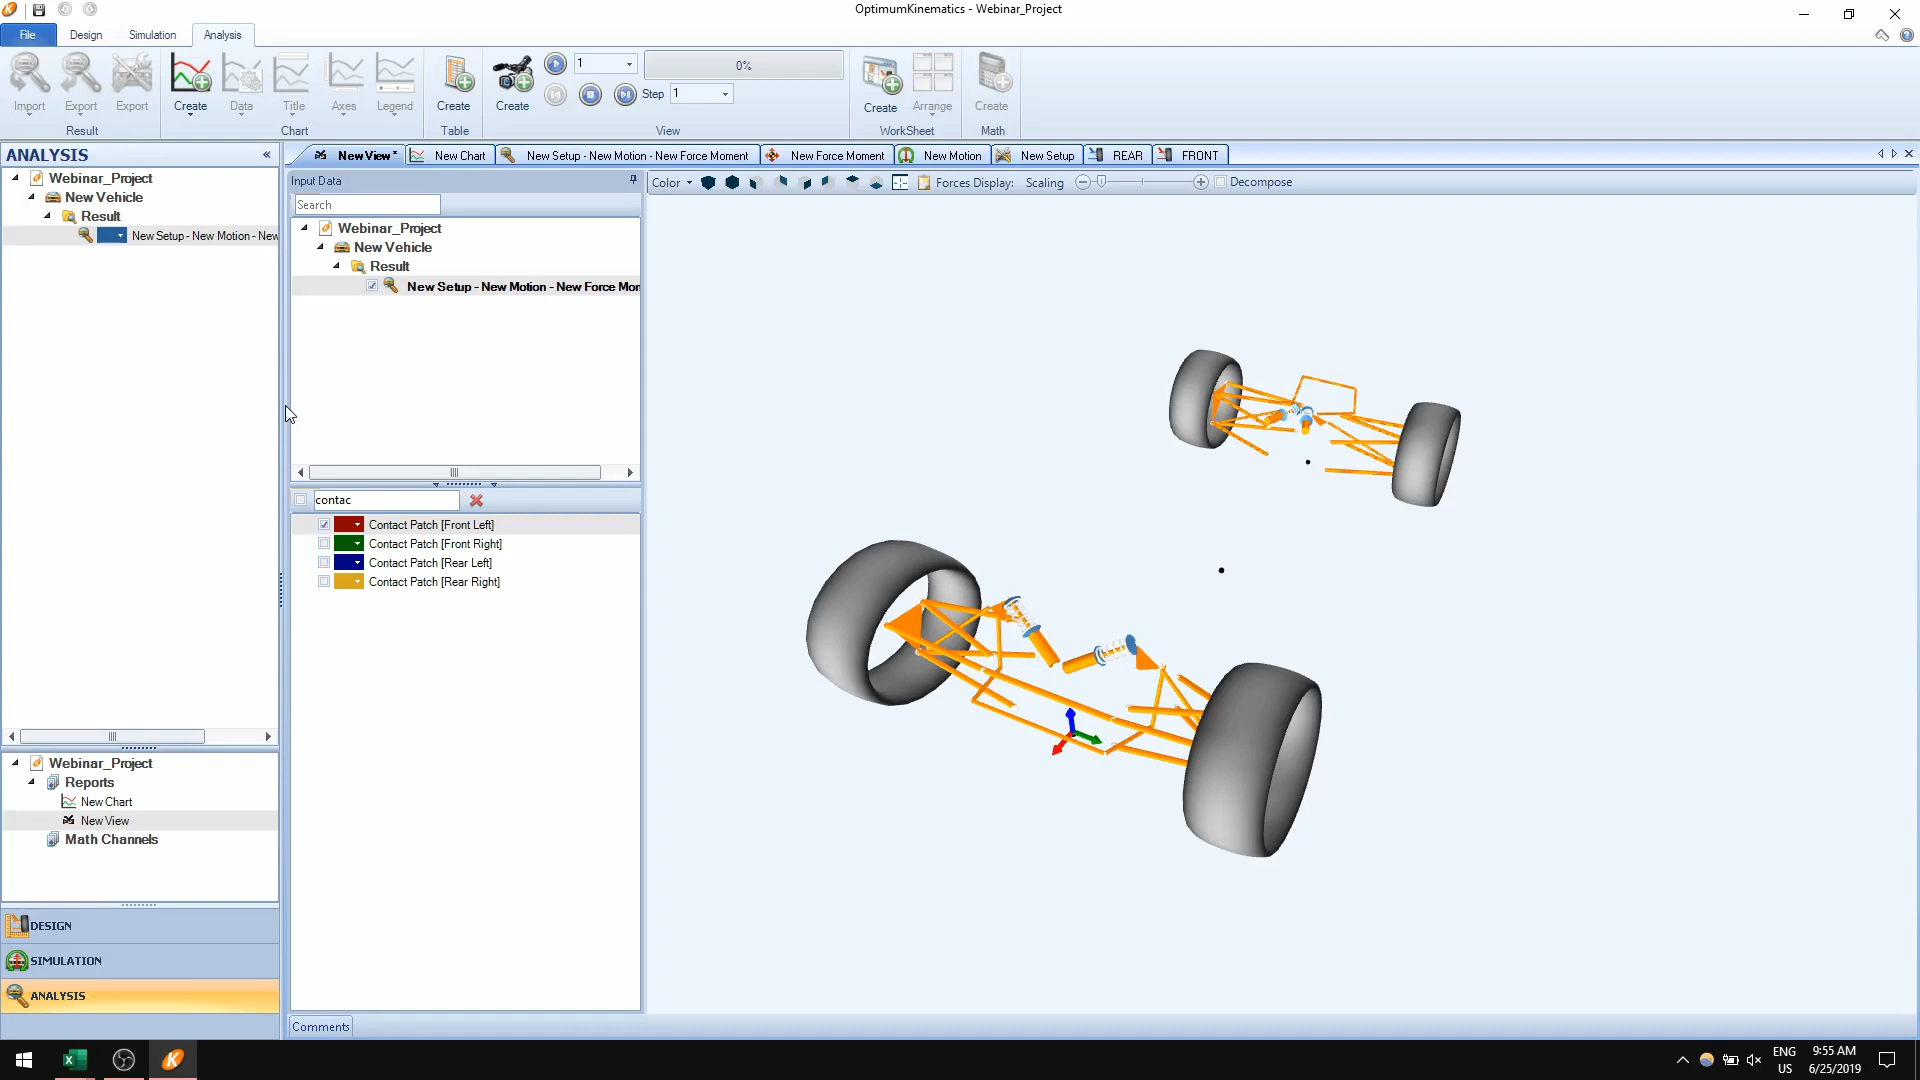 OptimumKinematics - Webinar_Project
File
Design
Simulation
Analysis
Import
Export
Export
Create
Data
Title
Axes
Legend
Create
Create
1
0%
Step
1
Create
Arrange
Create
Result
Chart
Table
View
WorkSheet
Math
ANALYSIS
Webinar_Project
New Vehicle
Result
New Setup - New Motion - New
New View *
New Chart
New Setup - New Motion - New Force Moment
New Force Moment
New Motion
New Setup
REAR
FRONT
Input Data
Search
Webinar_Project
New Vehicle
Result
New Setup - New Motion - New Force Mor
contac
Contact Patch [Front Left]
Contact Patch [Front Right]
Contact Patch [Rear Left]
Contact Patch [Rear Right]
Color
Forces Display:
Scaling
Decompose
Webinar_Project
Reports
New Chart
New View
Math Channels
DESIGN
SIMULATION
ANALYSIS
Comments
ENG
US
9:55 AM
6/25/2019